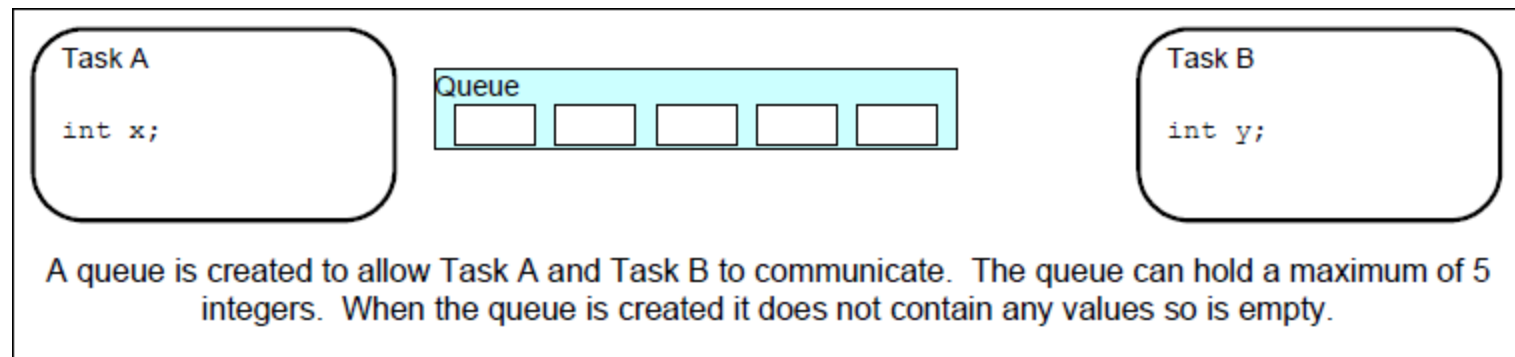 Task A
int x;
Queue
Task B
int y;
A queue is created to allow Task A and Task B to communicate.  The queue can hold a maximum of 5
integers.  When the queue is created it does not contain any values so is empty.